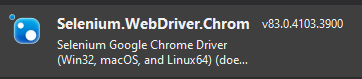 Selenium.WebDriver.Chrom v83.0.4103.3900
Selenium Google Chrome Driver
(Win32, macOS, and Linux64) (doe...